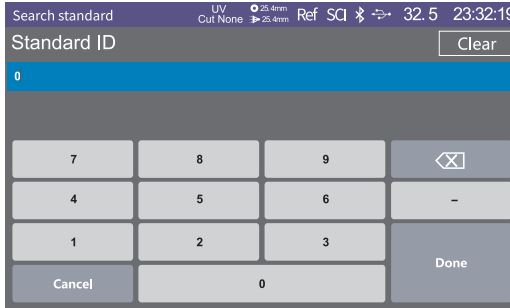 Search standard UV Cut None 25.4mm 25.4mm Ref SCI 32.5 23:32:19
Standard ID Clear
0
7 8 9
4 5 6 –
1 2 3
Done
Cancel 0